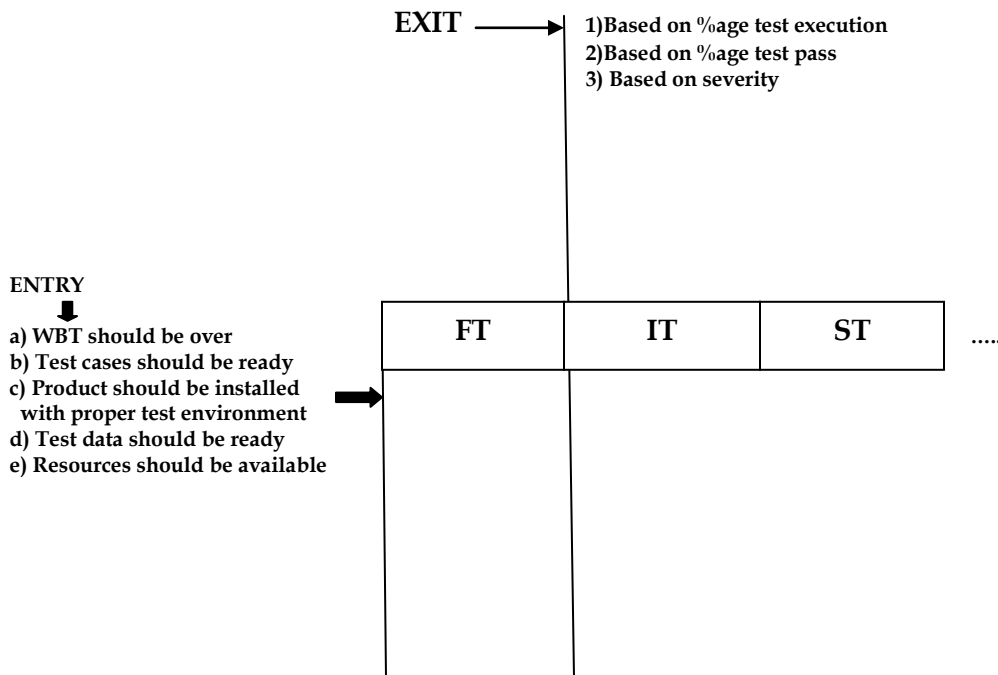 EXIT
1)Based on %age test execution
2)Based on %age test pass
3) Based on severity
ENTRY
a) WBT should be over
b) Test cases should be ready
c) Product should be installed
with proper test environment
d) Test data should be ready
e) Resources should be available
FT
IT
ST
.....